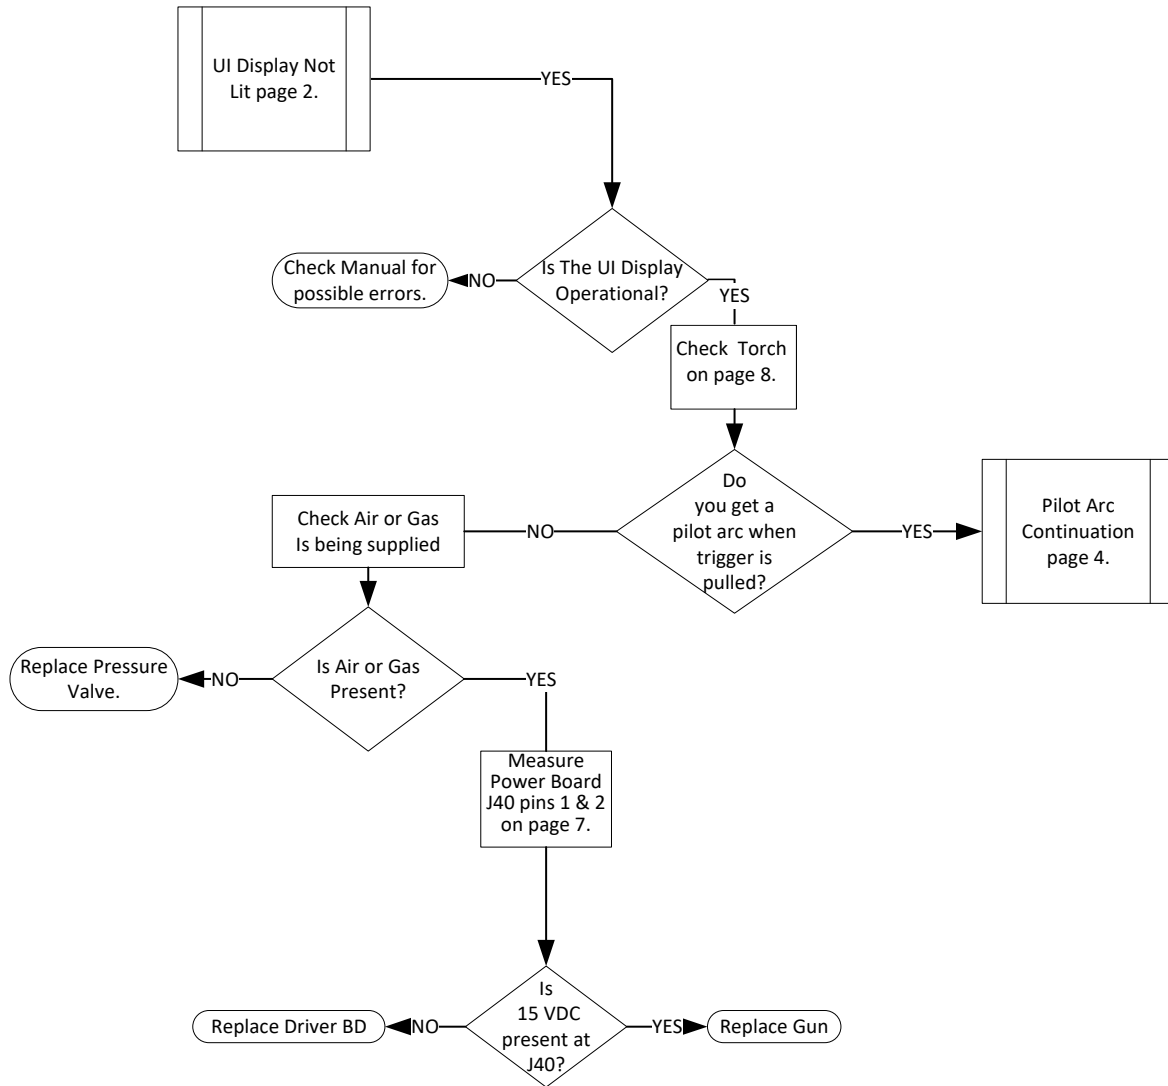 UI Display Not
Lit page 2.
YES
Is The UI Display
Operational?
NO
Check Manual for
possible errors.
YES
Check Torch
on page 8.
Do
you get a
pilot arc when
trigger is
pulled?
YES
Pilot Arc
Continuation
page 4.
NO
Check Air or Gas
Is being supplied
Is Air or Gas
Present?
NO
Replace Pressure
Valve.
YES
Measure
Power Board
J40 pins 1 & 2
on page 7.
Is
15 VDC
present at
J40?
NO
Replace Driver BD
YES
Replace Gun